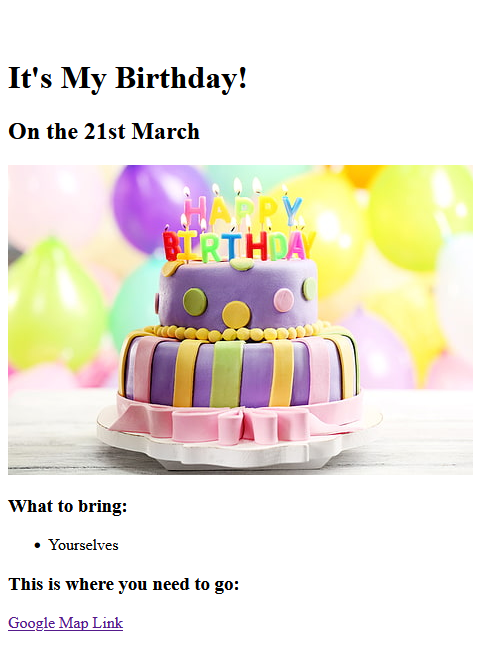 It's My Birthday!
On the 21st March
HAPPY
BIRTHDAY
What to bring:
Yourselves
This is where you need to go:
Google Map Link